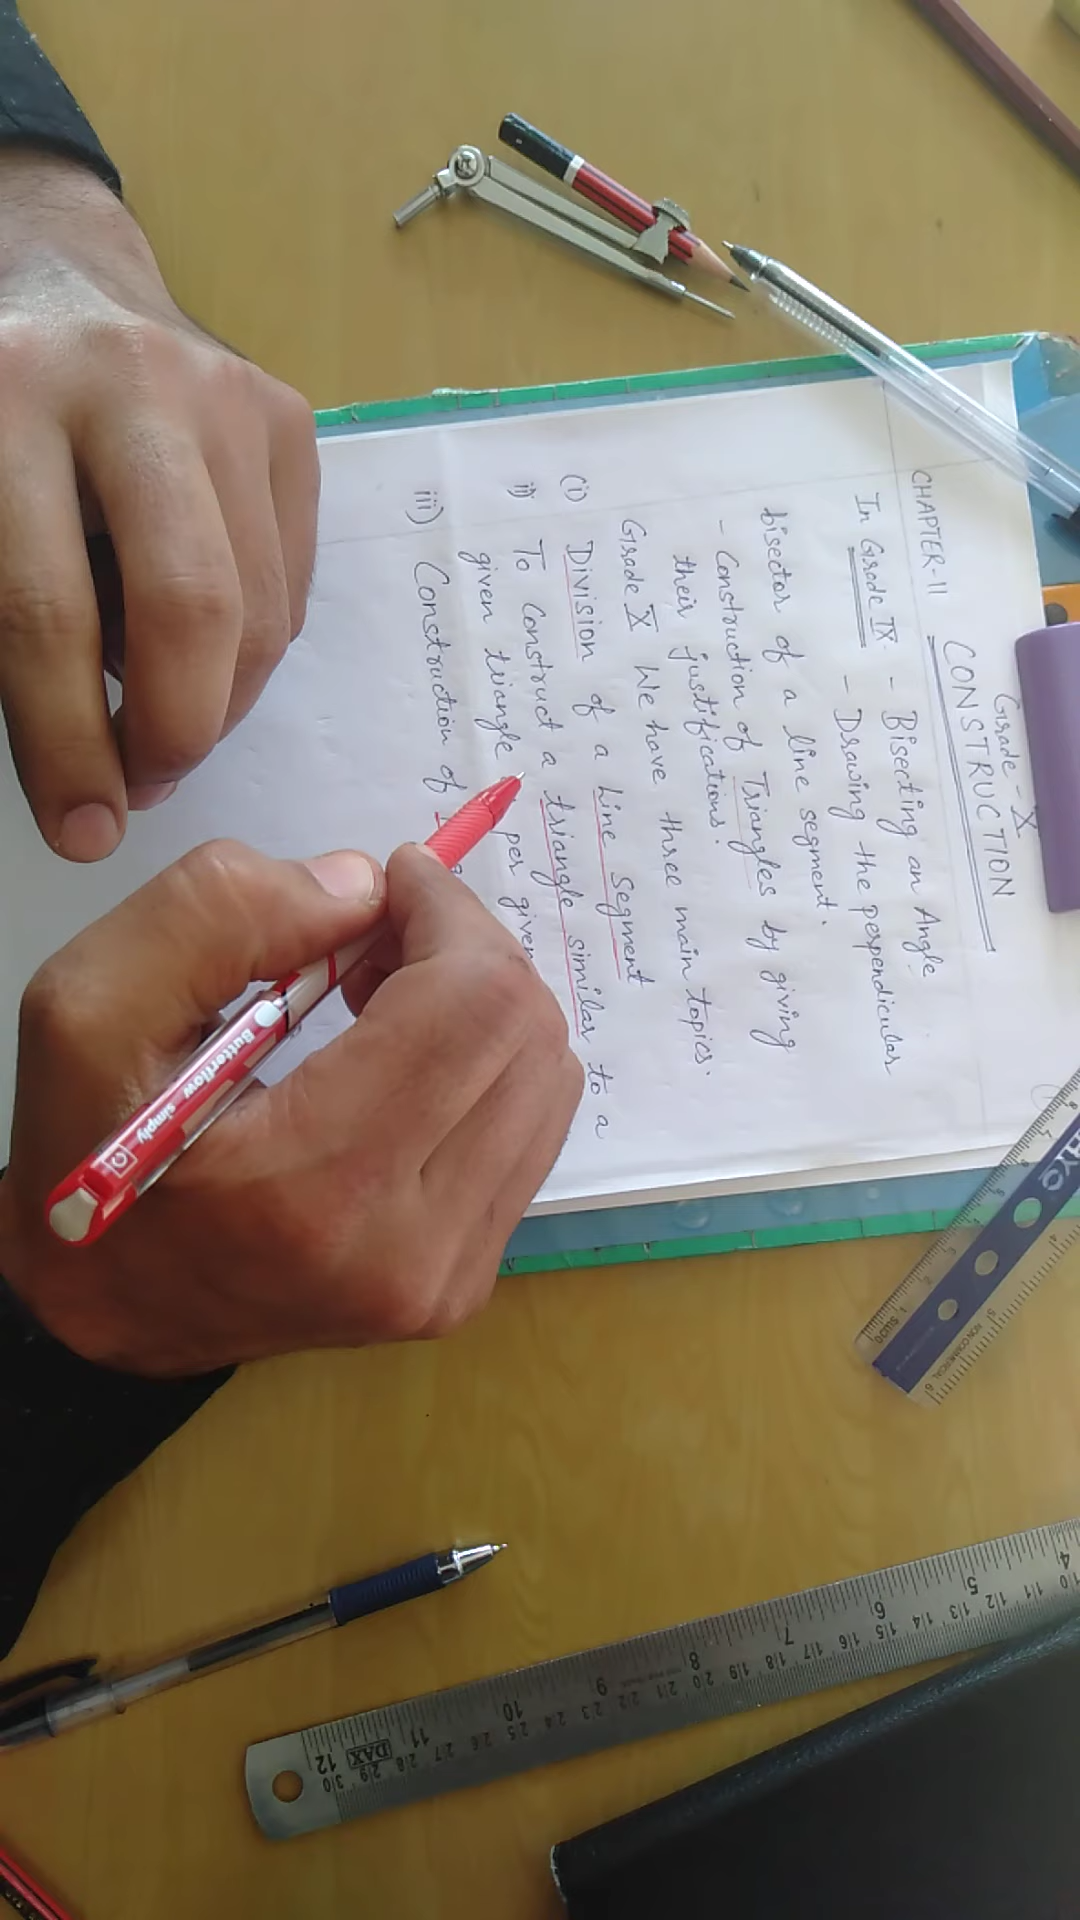 Grade - X
CONSTRUCTION
CHAPTER-11
In Grade IX - - Bisecting an Angle
- Drawing the perpendicular
bisector of a line segment.
- Construction of Triangles by giving
their justifications.
Grade X We have three main topics.
(i) Division of a Line Segment
ii) To Construct a triangle similar to a
given triangle per given
iii) Construction of
Butterflow simply
DAX
NON COMMERCIAL